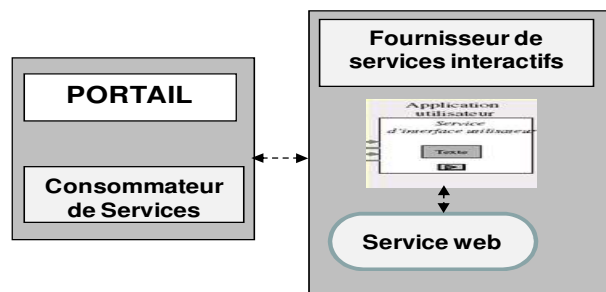 PORTAIL
Consommateur
de Services
Fournisseur de
services interactifs
Application
utilisateur
Service
d'interface utilisateur
Texte
Service web